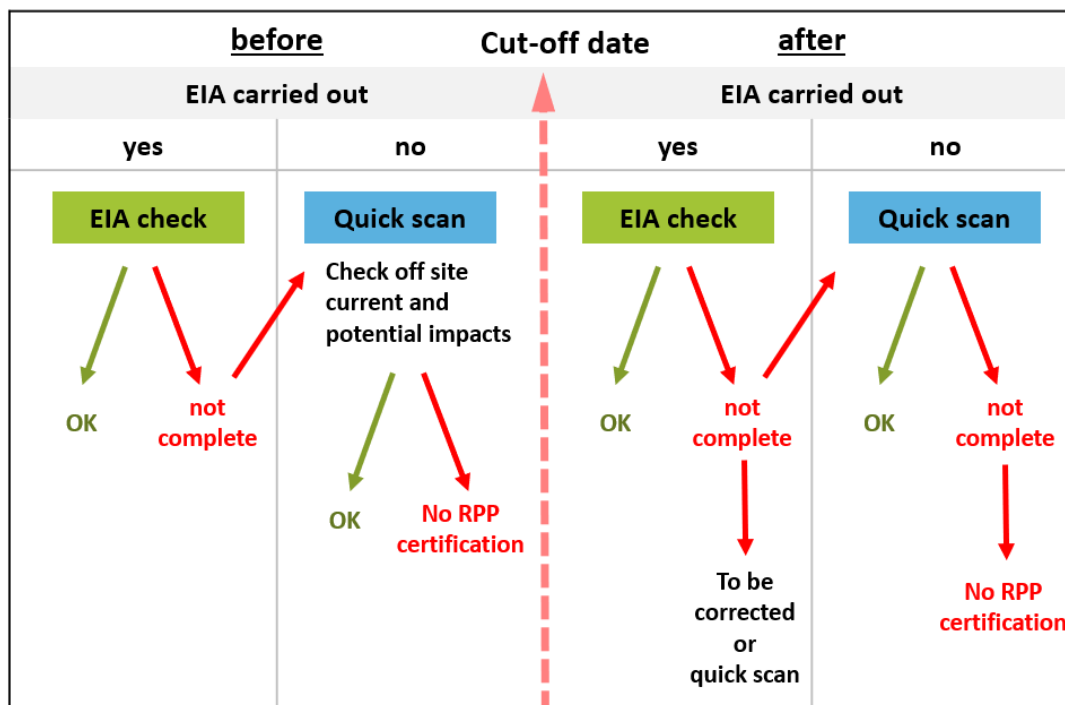 before
Cut-off date
after
EIA carried out
EIA carried out
yes
no
yes
no
EIA check
Quick scan
EIA check
Quick scan
Check off site
current and
potential impacts
OK
not
complete
OK
No RPP
certification
OK
not
complete
To be
corrected
or
quick scan
OK
not
complete
No RPP
certification